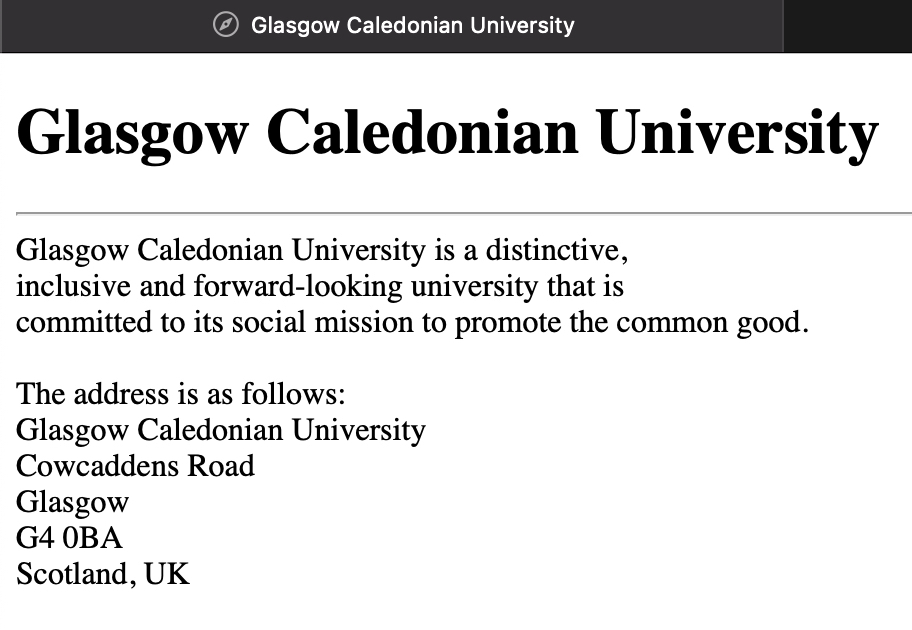 Glasgow Caledonian University
Glasgow Caledonian University
Glasgow Caledonian University is a distinctive,
inclusive and forward-looking university that is
committed to its social mission to promote the common good.
The address is as follows:
Glasgow Caledonian University
Cowcaddens Road
Glasgow
G4 0BA
Scotland, UK